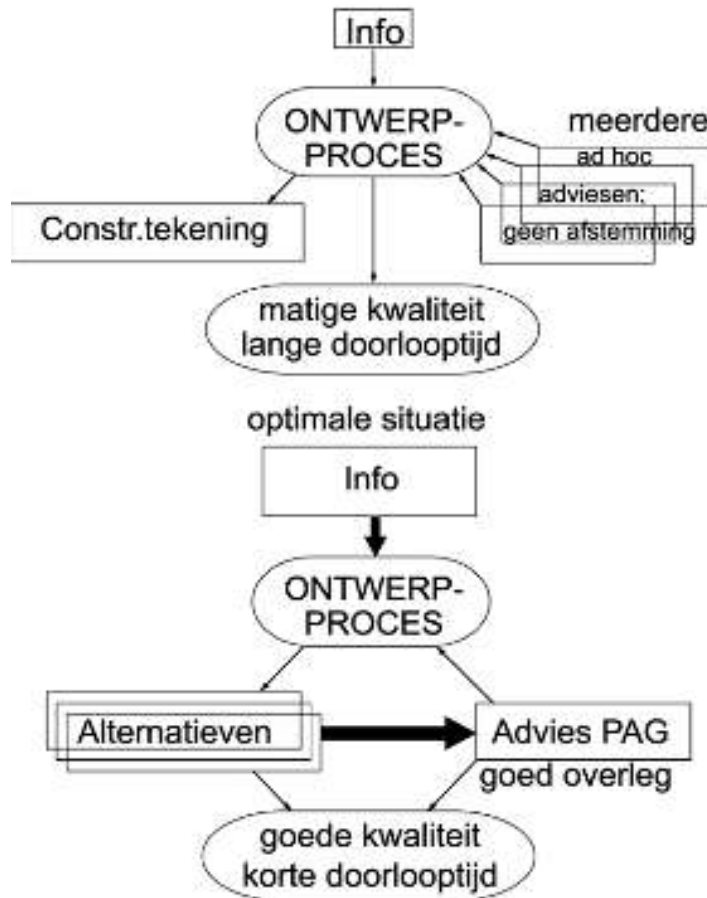 Info
ONTWERP-
PROCES
meerdere
ad hoc
adviesen;
geen afstemming
Constr.tekening
matige kwaliteit
lange doorlooptijd
optimale situatie
Info
ONTWERP-
PROCES
Alternatieven
Advies PAG
goed overleg
goede kwaliteit
korte doorlooptijd